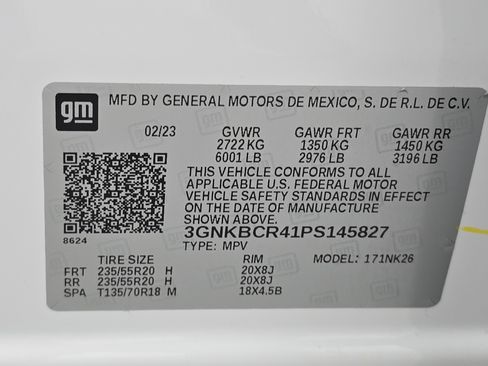 gm
MFD BY GENERAL MOTORS DE MEXICO, S. DE R.L. DE C.V.
02/23 GVWR GAWR FRT GAWR RR
2722 KG 1350 KG 1450 KG
6001 LB 2976 LB 3196 LB
THIS VEHICLE CONFORMS TO ALL
APPLICABLE U.S. FEDERAL MOTOR
VEHICLE SAFETY STANDARDS IN EFFECT
ON THE DATE OF MANUFACTURE
SHOWN ABOVE.
3GNKBCR41PS145827
8624
TYPE: MPV
TIRE SIZE RIM MODEL: 171NK26
FRT 235/55R20 H 20X8J
RR 235/55R20 H 20X8J
SPA T135/70R18 M 18X4.5B